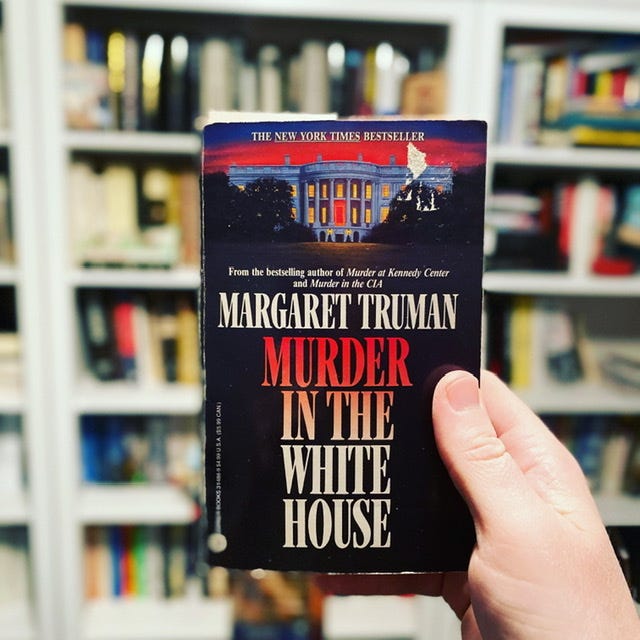 THE NEW YORK TIMES BESTSELLER
From the bestselling author of Murder at Kennedy Center
and Murder in the CIA
MARGARET TRUMAN
MURDER
IN THE
WHITE
HOUSE